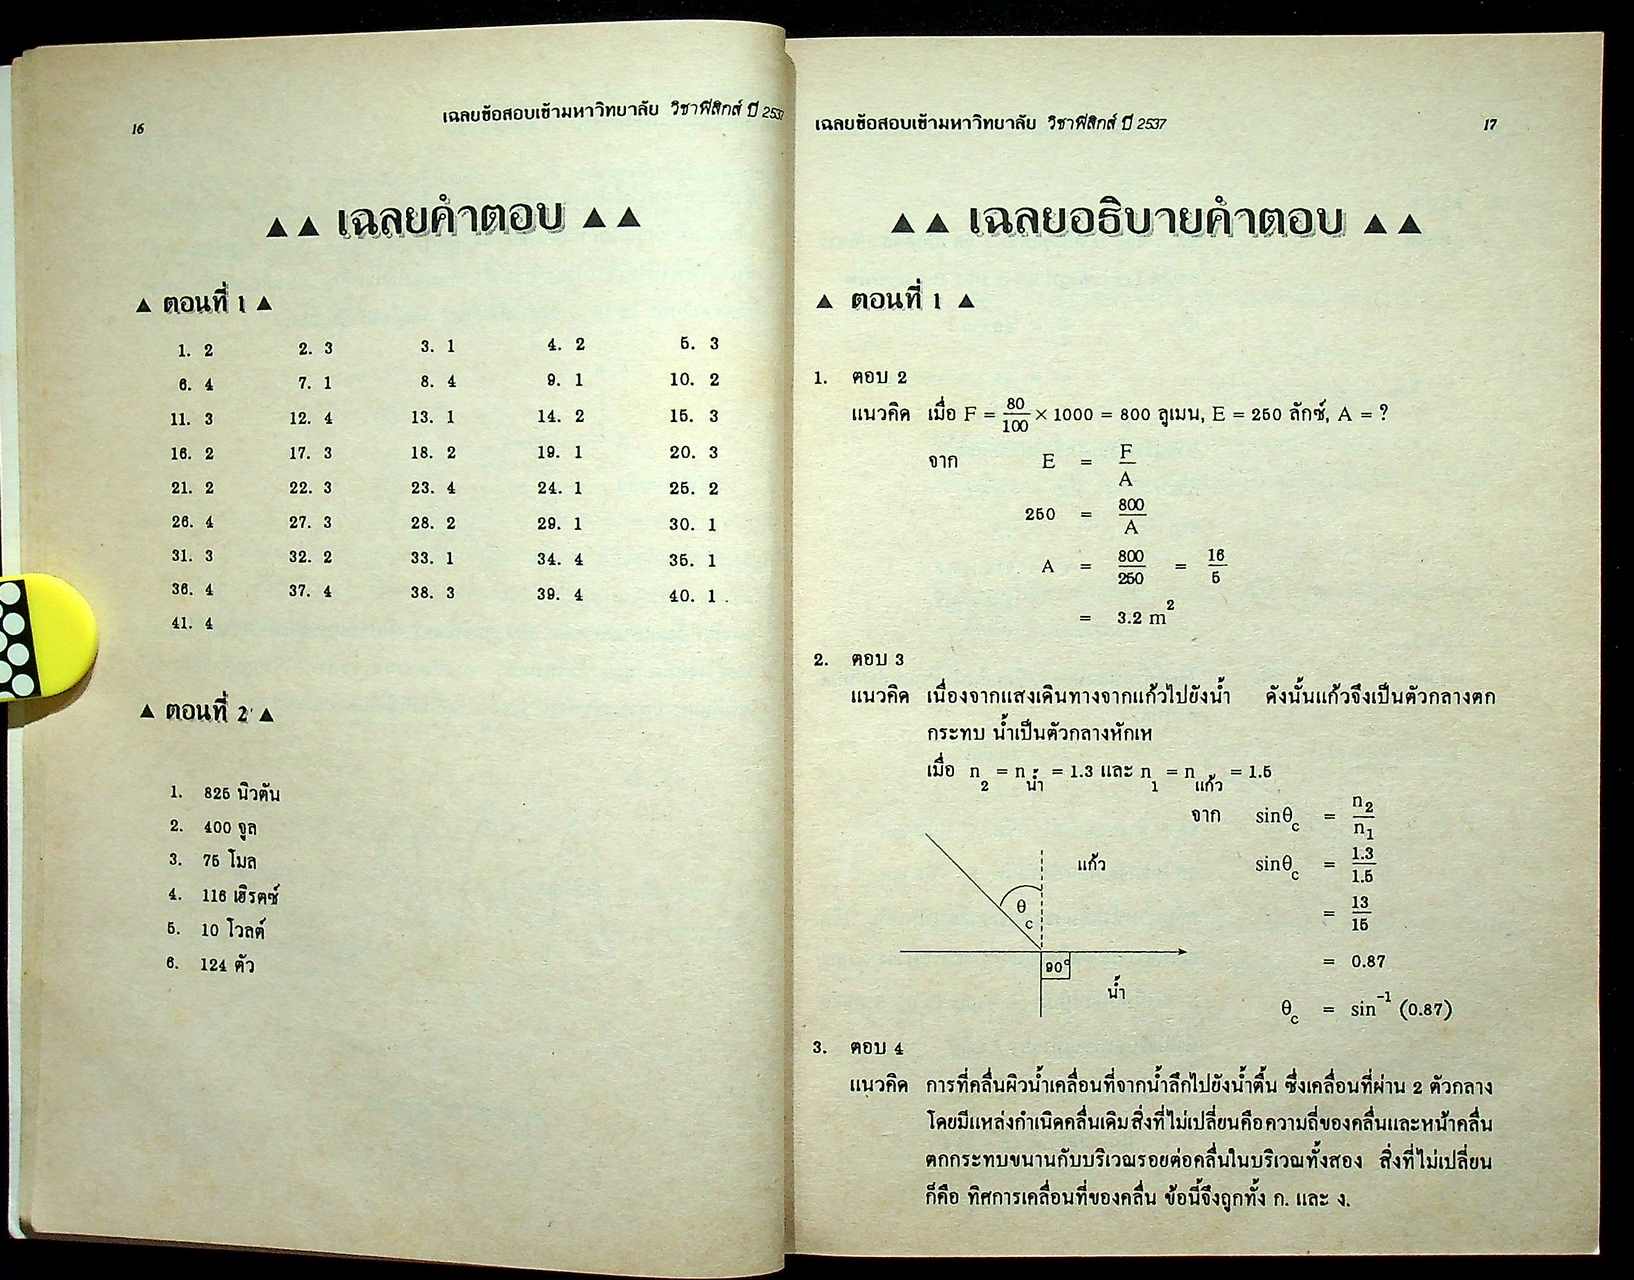 16
เฉลยข้อสอบเข้ามหาวิทยาลัย วิชาฟิสิกส์ ปี 2537
▲▲ เฉลยคำตอบ ▲▲
▲ ตอนที่ 1 ▲
1. 2 2. 3 3. 1 4. 2 5. 3
6. 4 7. 1 8. 4 9. 1 10. 2
11. 3 12. 4 13. 1 14. 2 15. 3
16. 2 17. 3 18. 2 19. 1 20. 3
21. 2 22. 3 23. 4 24. 1 25. 2
26. 4 27. 3 28. 2 29. 1 30. 1
31. 3 32. 2 33. 1 34. 4 35. 1
36. 4 37. 4 38. 3 39. 4 40. 1
41. 4
▲ ตอนที่ 2 ▲
1. 825 นิวตัน
2. 400 จูล
3. 75 โมล
4. 116 เฮิรตซ์
5. 10 โวลต์
6. 124 ตัว
เฉลยข้อสอบเข้ามหาวิทยาลัย วิชาฟิสิกส์ ปี 2537
17
▲▲ เฉลยอธิบายคำตอบ ▲▲
▲ ตอนที่ 1 ▲
1. ตอบ 2
แนวคิด เมื่อ F = 80/100 × 1000 = 800 ลูเมน, E = 250 ลักซ์, A = ?
จาก E = F/A
250 = 800/A
A = 800/250 = 16/5
= 3.2 m²
2. ตอบ 3
แนวคิด เนื่องจากแสงเดินทางจากแก้วไปยังน้ำ ดังนั้นแก้วจึงเป็นตัวกลางตก
กระทบ น้ำเป็นตัวกลางหักเห
เมื่อ n₂ = n น้ำ = 1.3 และ n₁ = n แก้ว = 1.5
จาก sinθc = n₂/n₁
sinθc = 1.3/1.5
= 13/15
= 0.87
θc = sin⁻¹ (0.87)
แก้ว
θc
90°
น้ำ
3. ตอบ 4
แนวคิด การที่คลื่นผิวน้ำเคลื่อนที่จากน้ำลึกไปยังน้ำตื้น ซึ่งเคลื่อนที่ผ่าน 2 ตัวกลาง
โดยมีแหล่งกำเนิดคลื่นเดิม สิ่งที่ไม่เปลี่ยนคือความถี่ของคลื่นและหน้าคลื่น
ตกกระทบขนานกับบริเวณรอยต่อคลื่นในบริเวณทั้งสอง สิ่งที่ไม่เปลี่ยน
ก็คือ ทิศการเคลื่อนที่ของคลื่น ข้อนี้จึงถูกทั้ง ก. และ ง.